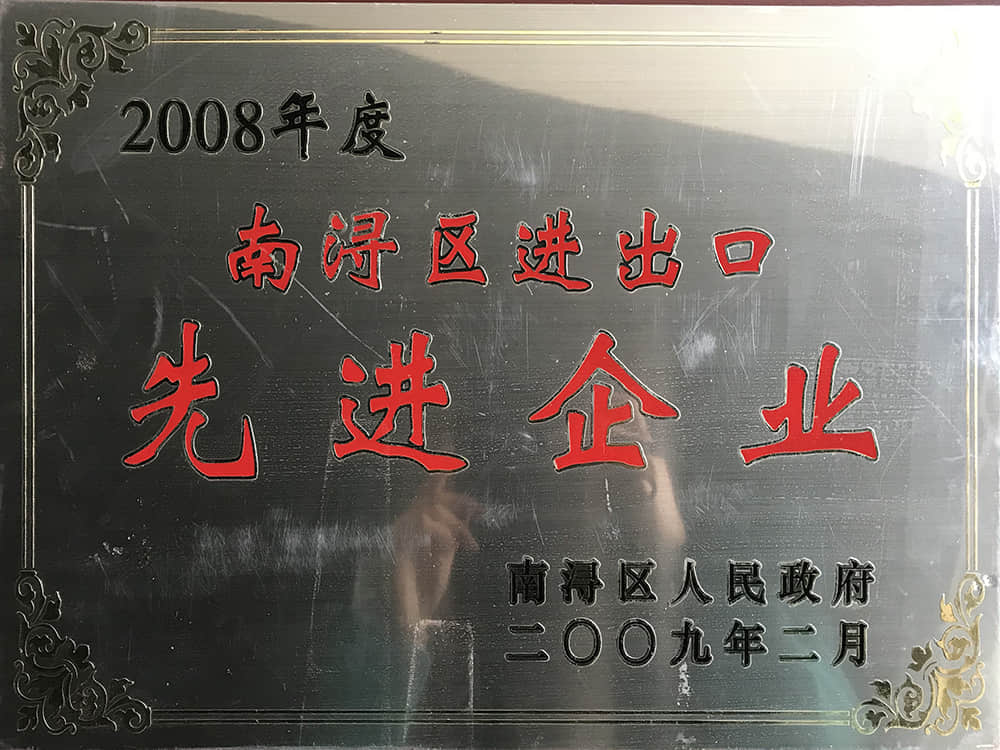 2008年度
南浔区进出口
先进企业
南浔区人民政府
二〇〇九年二月